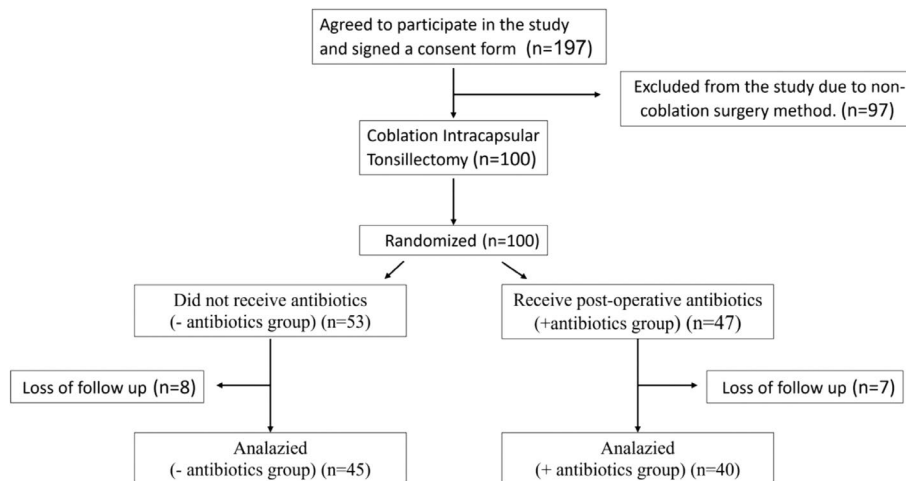 Agreed to participate in the study
and signed a consent form (n=197)
Excluded from the study due to non-
coblation surgery method. (n=97)
Coblation Intracapsular
Tonsillectomy (n=100)
Randomized (n=100)
Did not receive antibiotics
(- antibiotics group) (n=53)
Receive post-operative antibiotics
(+antibiotics group) (n=47)
Loss of follow up (n=8)
Loss of follow up (n=7)
Analazied
(- antibiotics group) (n=45)
Analazied
(+ antibiotics group) (n=40)